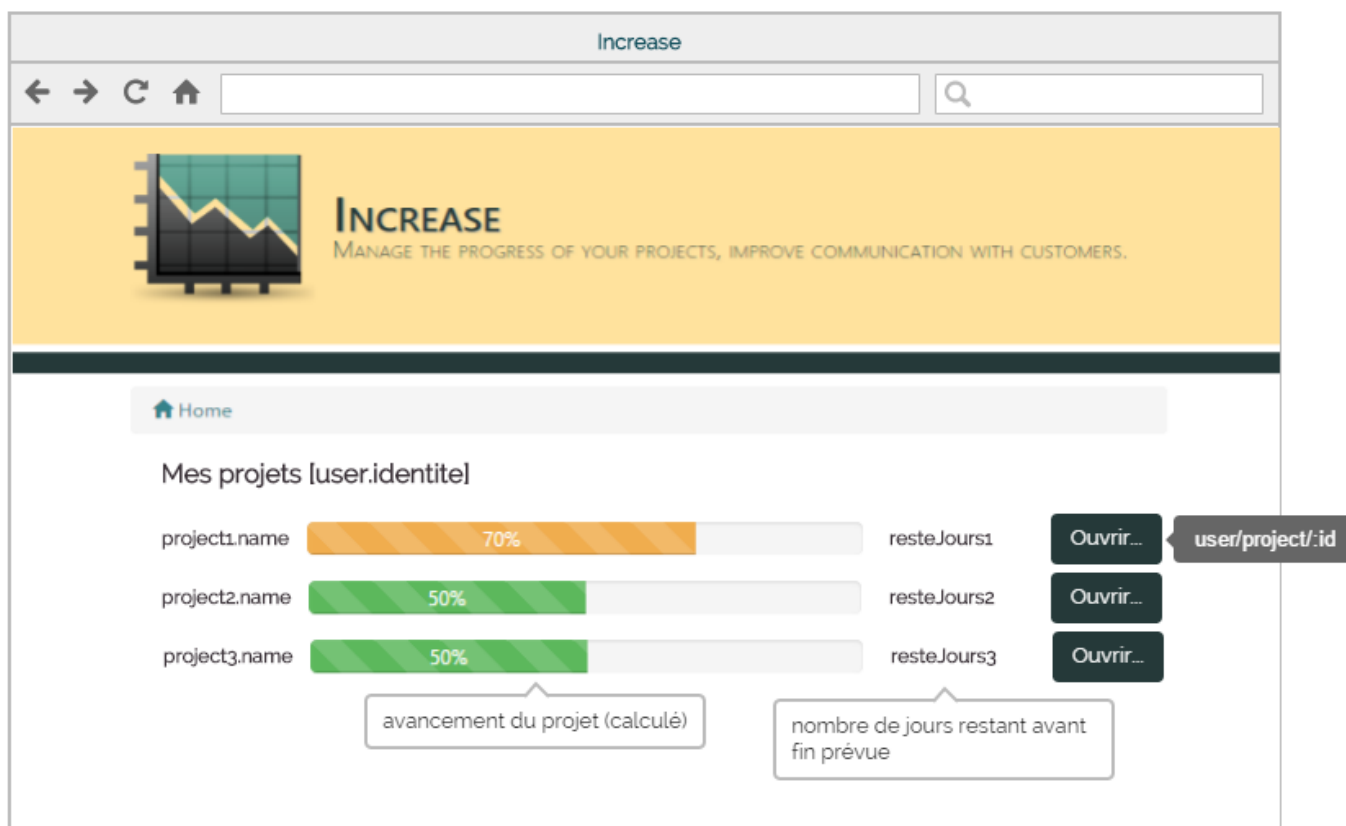 Increase
INCREASE
MANAGE THE PROGRESS OF YOUR PROJECTS, IMPROVE COMMUNICATION WITH CUSTOMERS.
Home
Mes projets [user.identite]
project1.name 70% resteJours1 Ouvrir... user/project/:id
project2.name 50% resteJours2 Ouvrir...
project3.name 50% resteJours3 Ouvrir...
avancement du projet (calculé)
nombre de jours restant avant
fin prévue